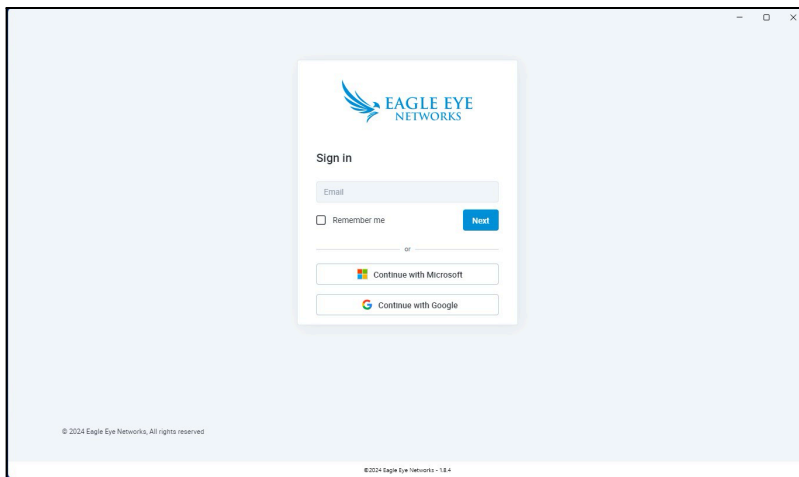 EAGLE EYE
NETWORKS
Sign in
Email
Remember me
Next
or
Continue with Microsoft
Continue with Google
© 2024 Eagle Eye Networks, All rights reserved
©2024 Eagle Eye Networks - 1.8.4